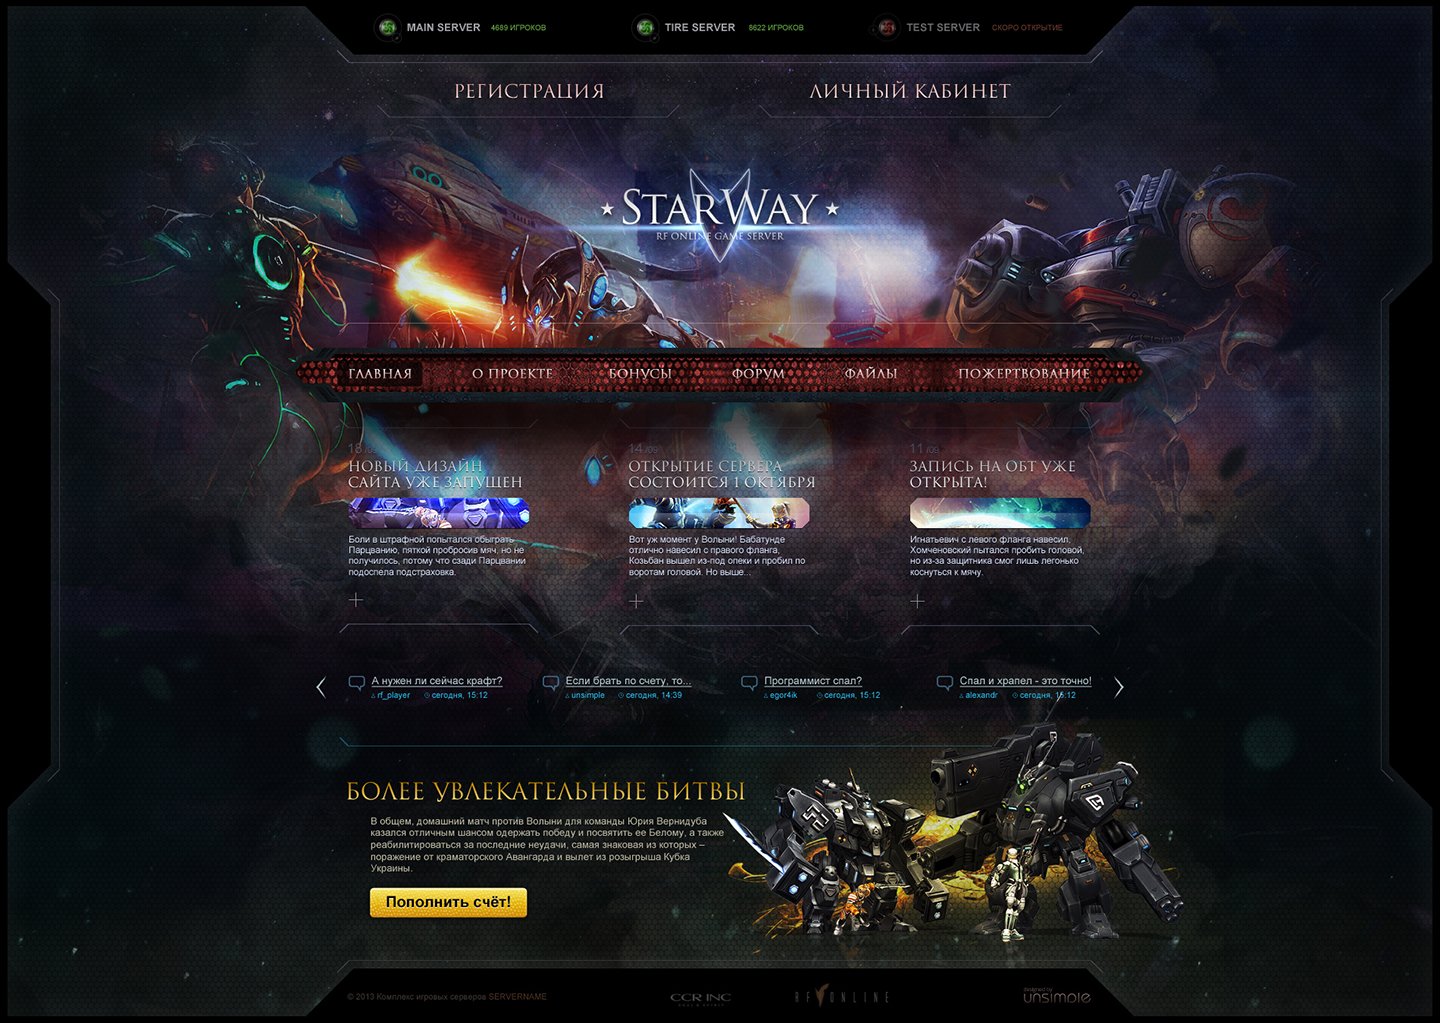 MAIN SERVER 4689 ИГРОКОВ
TIRE SERVER 8622 ИГРОКОВ
TEST SERVER СКОРО ОТКРЫТИЕ
РЕГИСТРАЦИЯ
ЛИЧНЫЙ КАБИНЕТ
STARWAY
RF ONLINE GAME SERVER
ГЛАВНАЯ
О ПРОЕКТЕ
БОНУСЫ
ФОРУМ
ФАЙЛЫ
ПОЖЕРТВОВАНИЕ
18/09
НОВЫЙ ДИЗАЙН
САЙТА УЖЕ ЗАПУЩЕН
Боли в штрафной попытался обыграть
Парцванию, пяткой пробросив мяч, но не
получилось, потому что сзади Парцвании
подоспела подстраховка.
14/09
ОТКРЫТИЕ СЕРВЕРА
СОСТОИТСЯ 1 ОКТЯБРЯ
Вот уж момент у Волыни! Бабатунде
отлично навесил с правого фланга,
Козьбан вышел из-под опеки и пробил по
воротам головой. Но выше...
11/09
ЗАПИСЬ НА ОБТ УЖЕ
ОТКРЫТА!
Игнатьевич с левого фланга навесил,
Хомченовский пытался пробить головой,
но из-за защитника смог лишь легонько
коснуться к мячу.
А нужен ли сейчас крафт?
rf_player сегодня, 15:12
Если брать по счету, то...
unsimple сегодня, 14:39
Программист спал?
egor4ik сегодня, 15:12
Спал и храпел - это точно!
alexandr сегодня, 15:12
БОЛЕЕ УВЛЕКАТЕЛЬНЫЕ БИТВЫ
В общем, домашний матч против Волыни для команды Юрия Вернидуба
казался отличным шансом одержать победу и посвятить ее Белому, а также
реабилитироваться за последние неудачи, самая знаковая из которых –
поражение от краматорского Авангарда и вылет из розыгрыша Кубка
Украины.
Пополнить счёт!
© 2013 Комплекс игровых серверов SERVERNAME
CCR INC
RF ONLINE
designed by
unsimple